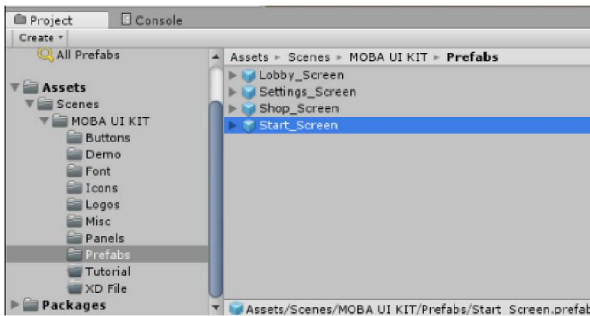 Project
Console
Create
All Prefabs
Assets
Scenes
MOBA UI KIT
Buttons
Demo
Font
Icons
Logos
Misc
Panels
Prefabs
Tutorial
XD File
Packages
Assets Scenes MOBA UI KIT Prefabs
Lobby_Screen
Settings_Screen
Shop_Screen
Start_Screen
Assets/Scenes/MOBA UI KIT/Prefabs/Start_Screen.prefab